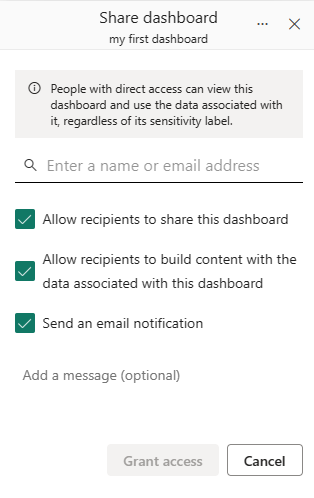 Share dashboard
my first dashboard
People with direct access can view this
dashboard and use the data associated with
it, regardless of its sensitivity label.
Enter a name or email address
Allow recipients to share this dashboard
Allow recipients to build content with the
data associated with this dashboard
Send an email notification
Add a message (optional)
Grant access
Cancel